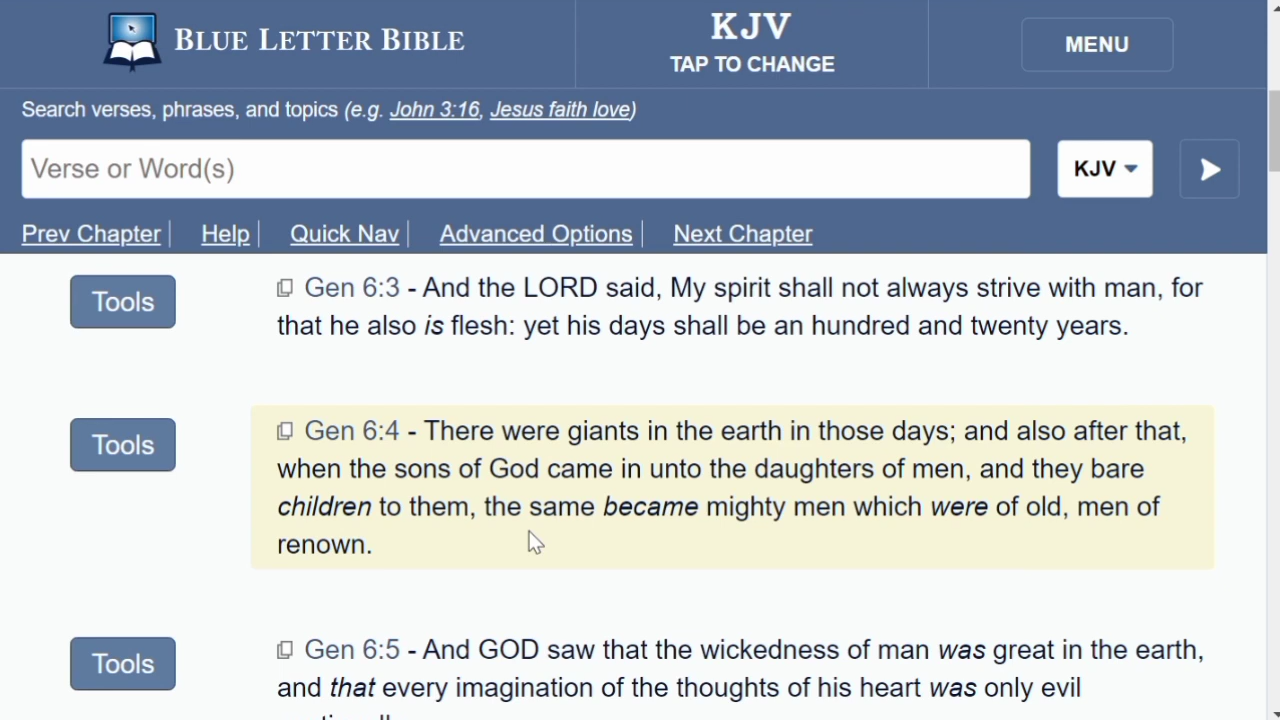 BLUE LETTER BIBLE
KJV
TAP TO CHANGE
MENU
Search verses, phrases, and topics (e.g. John 3:16, Jesus faith love)
Verse or Word(s)
KJV
Prev Chapter | Help | Quick Nav | Advanced Options | Next Chapter
Tools
Gen 6:3 - And the LORD said, My spirit shall not always strive with man, for
that he also is flesh: yet his days shall be an hundred and twenty years.
Tools
Gen 6:4 - There were giants in the earth in those days; and also after that,
when the sons of God came in unto the daughters of men, and they bare
children to them, the same became mighty men which were of old, men of
renown.
Tools
Gen 6:5 - And GOD saw that the wickedness of man was great in the earth,
and that every imagination of the thoughts of his heart was only evil